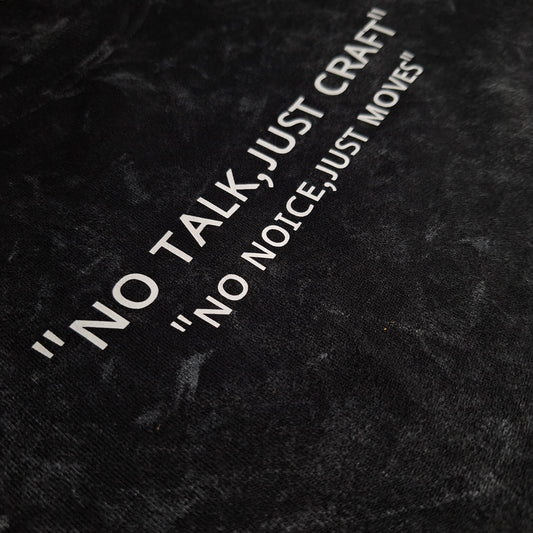 "NO TALK,JUST CRAFT"
"NO NOICE,JUST MOVES"